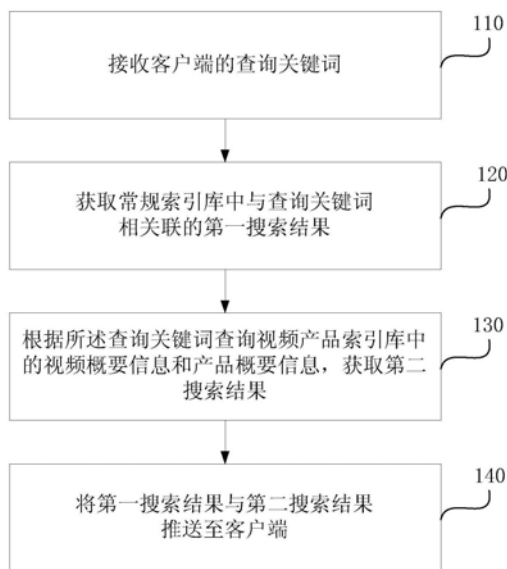 接收客户端的查询关键词
110
获取常规索引库中与查询关键词
相关联的第一搜索结果
120
根据所述查询关键词查询视频产品索引库中
的视频概要信息和产品概要信息，获取第二
搜索结果
130
将第一搜索结果与第二搜索结果
推送至客户端
140